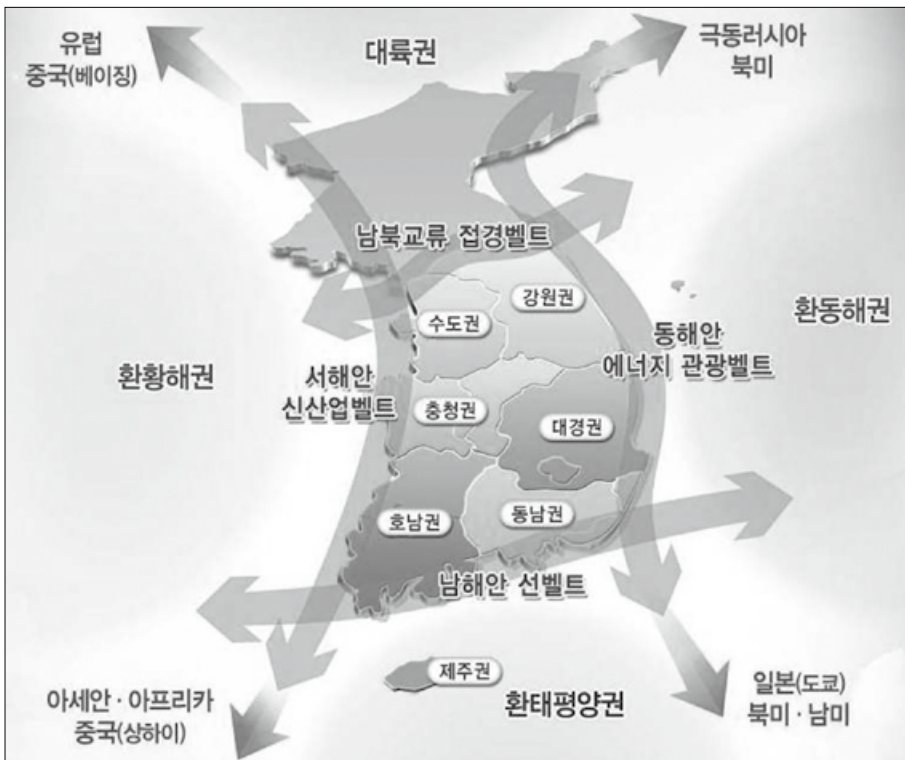 유럽
중국(베이징)
대륙권
극동러시아
북미
남북교류 접경벨트
강원권
수도권
환동해권
동해안
에너지 관광벨트
환황해권
서해안
신산업벨트
충청권
대경권
호남권
동남권
남해안 선벨트
제주권
아세안·아프리카
중국(상하이)
환태평양권
일본(도쿄)
북미·남미